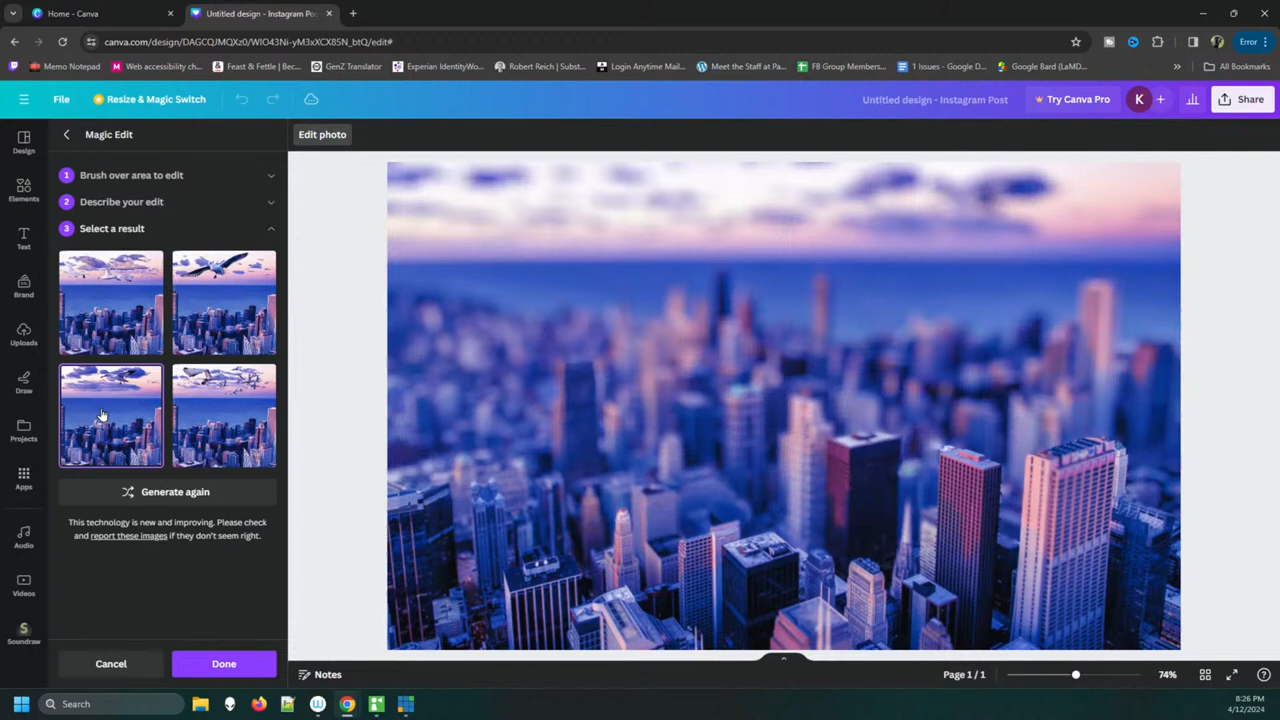 Home - Canva
Untitled design - Instagram Pos
canva.com/design/DAGCQJMQXz0/WIO43Ni-yM3xXCX85N_btQ/edit#
Error
Memo Notepad
Web accessibility ch...
Feast & Fettle | Bec...
GenZ Translator
Experian IdentityWo...
Robert Reich | Subst...
Login Anytime Mail...
Meet the Staff at Pa...
FB Group Members...
1 Issues - Google D...
Google Bard (LaMD...
All Bookmarks
File
Resize & Magic Switch
Untitled design - Instagram Post
Try Canva Pro
K
Share
Design
Elements
Text
Brand
Uploads
Draw
Projects
Apps
Audio
Videos
Soundraw
Magic Edit
Edit photo
1 Brush over area to edit
2 Describe your edit
3 Select a result
Generate again
This technology is new and improving. Please check
and report these images if they don't seem right.
Cancel
Done
Notes
Page 1 / 1
74%
Search
8:26 PM
4/12/2024